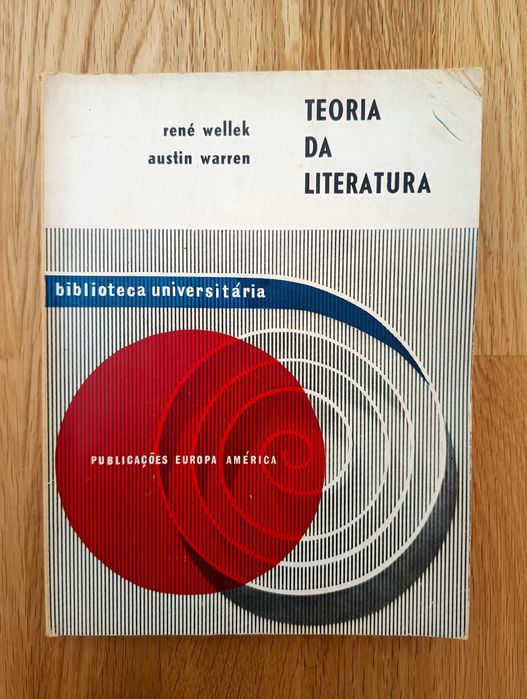 rené wellek
austin warren
TEORIA
DA
LITERATURA
biblioteca universitária
PUBLICAÇÕES EUROPA AMÉRICA